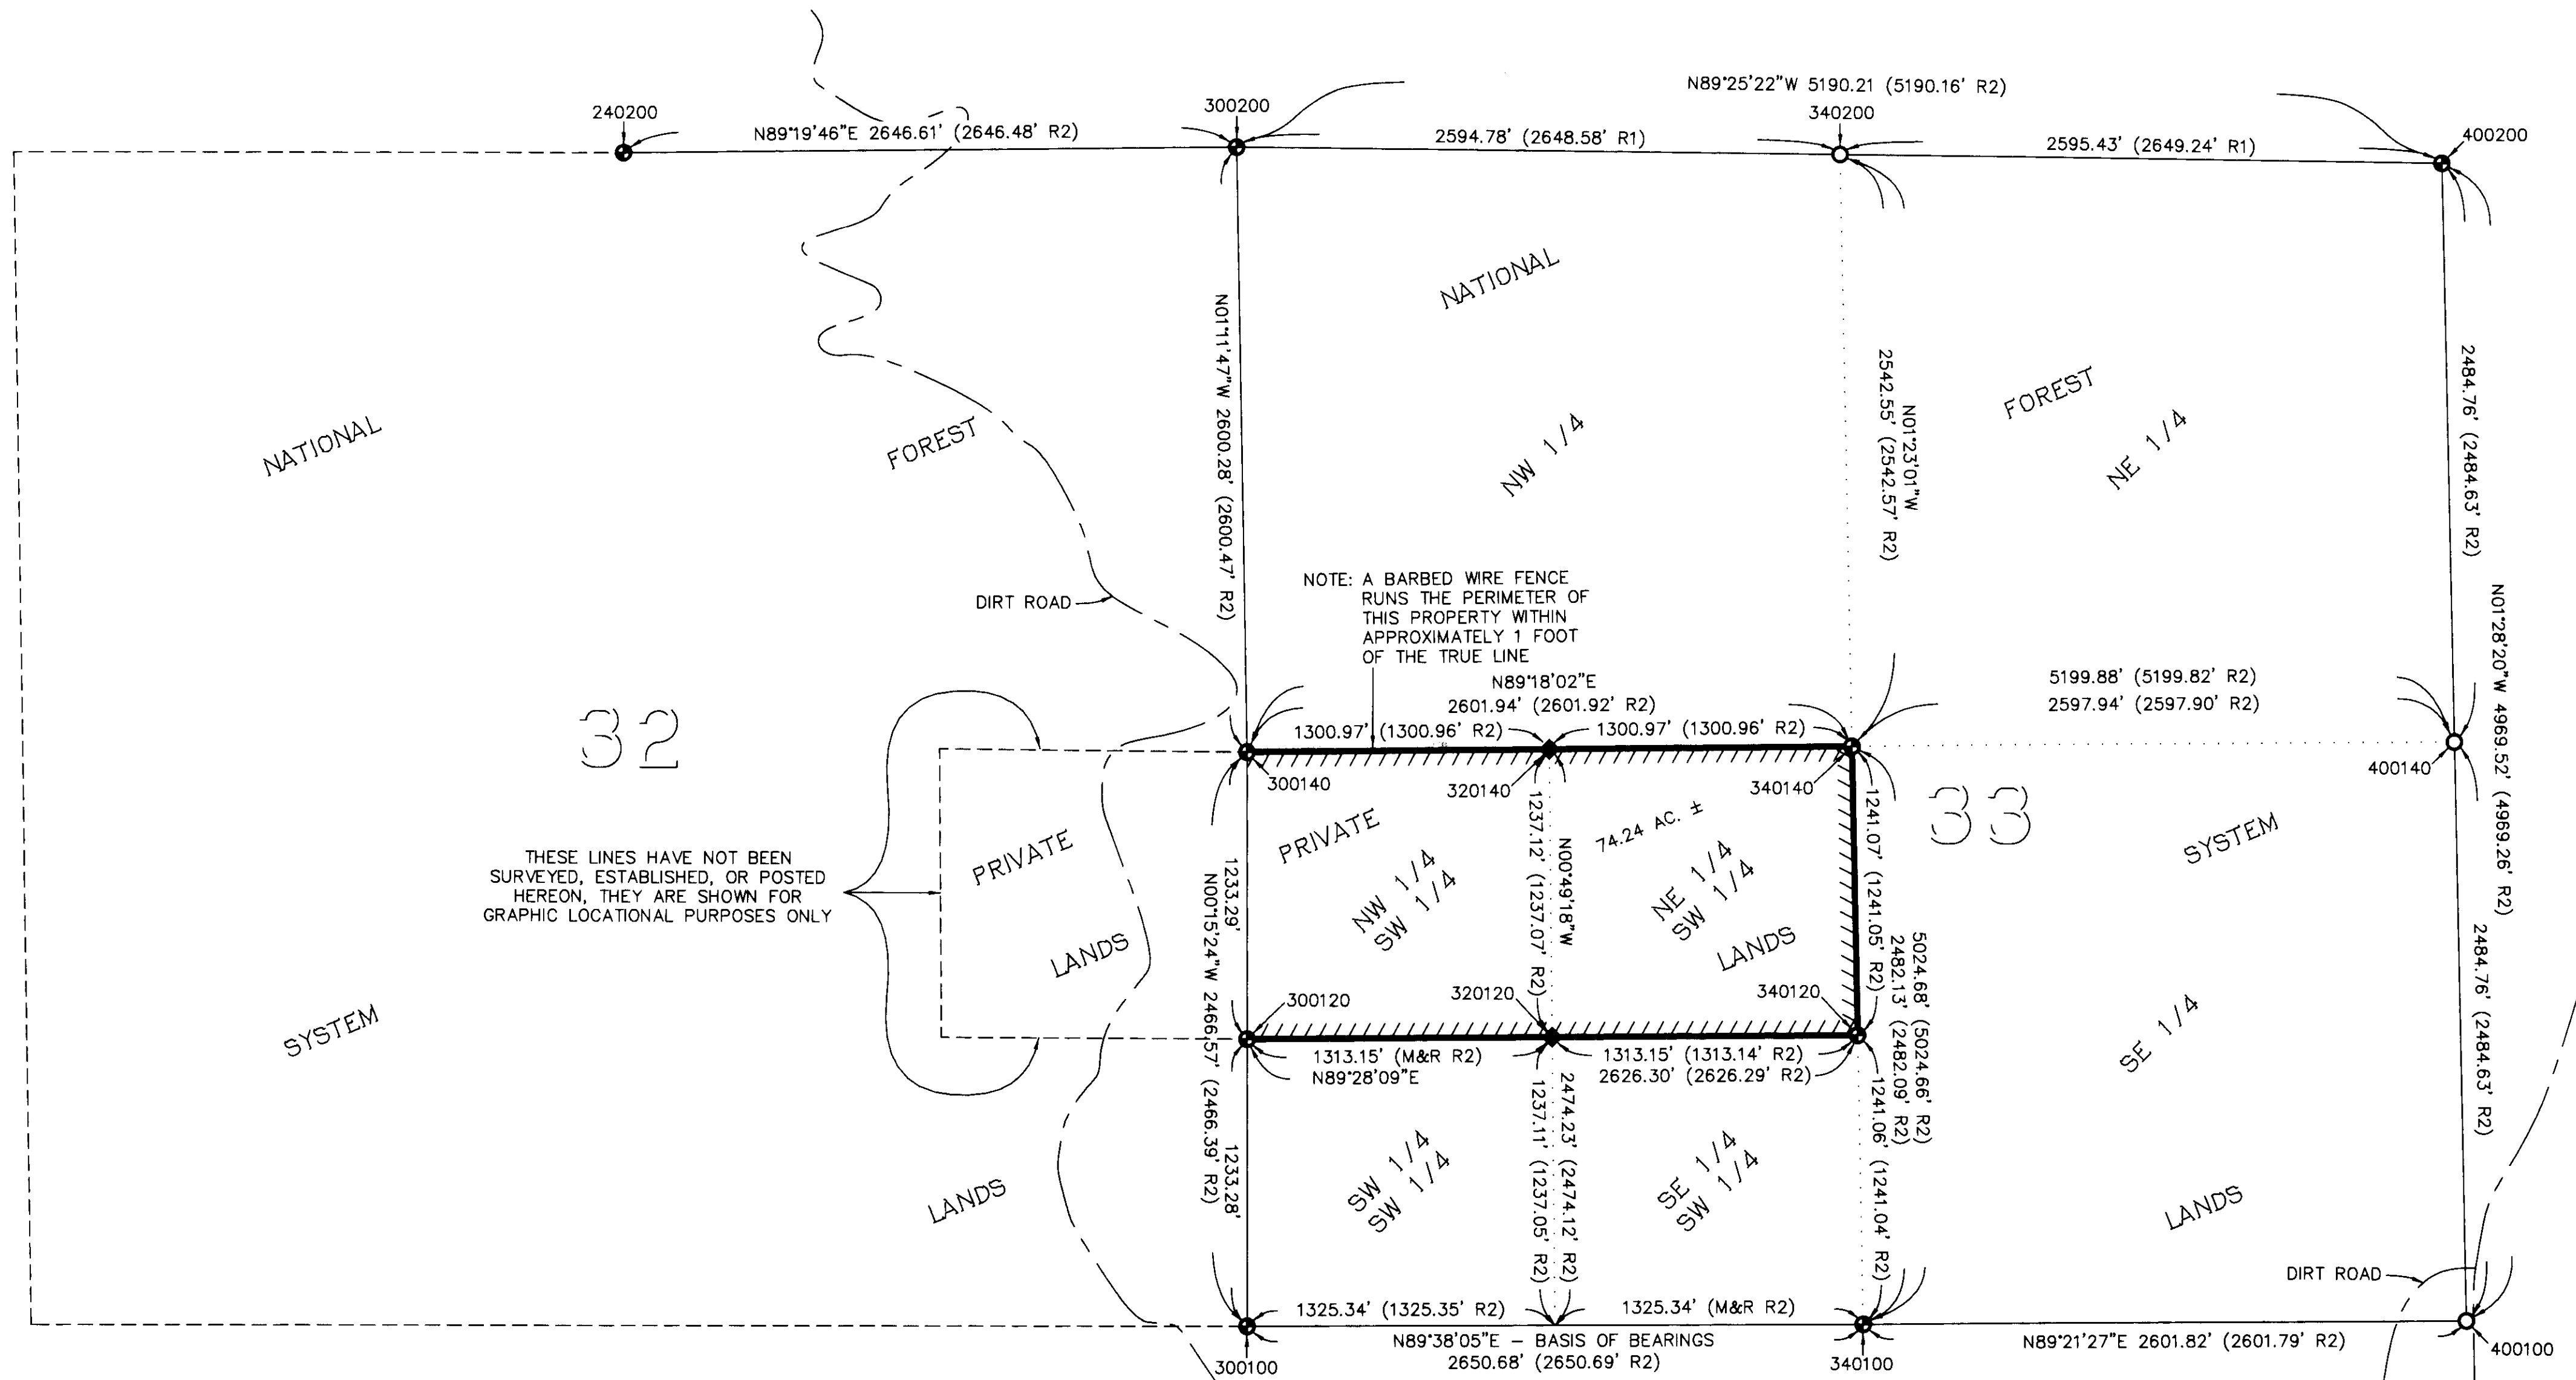 N89°25'22"W 5190.21 (5190.16' R2)
240200
300200
340200
400200
N89°19'46"E 2646.61' (2646.48' R2)
2594.78' (2648.58' R1)
2595.43' (2649.24' R1)
NATIONAL
NATIONAL
FOREST
FOREST
NW 1/4
NE 1/4
N01°11'47"W 2600.28' (2600.47' R2)
N01°23'01"W
2542.55' (2542.57' R2)
2484.76' (2484.63' R2)
N01°28'20"W 4969.52' (4969.26' R2)
DIRT ROAD
NOTE: A BARBED WIRE FENCE
RUNS THE PERIMETER OF
THIS PROPERTY WITHIN
APPROXIMATELY 1 FOOT
OF THE TRUE LINE
N89°18'02"E
2601.94' (2601.92' R2)
1300.97' (1300.96' R2)
1300.97' (1300.96' R2)
5199.88' (5199.82' R2)
2597.94' (2597.90' R2)
32
33
300140
320140
340140
400140
PRIVATE
LANDS
PRIVATE
LANDS
74.24 AC. ±
NW 1/4
SW 1/4
NE 1/4
SW 1/4
THESE LINES HAVE NOT BEEN
SURVEYED, ESTABLISHED, OR POSTED
HEREON, THEY ARE SHOWN FOR
GRAPHIC LOCATIONAL PURPOSES ONLY
1233.29'
N00°15'24"W 2466.57' (2466.39' R2)
1233.28'
1237.12' (1237.07' R2)
N00°49'18"W
1241.07' (1241.05' R2)
5024.68' (5024.66' R2)
2482.13' (2482.09' R2)
1241.06' (1241.04' R2)
2484.76' (2484.63' R2)
SYSTEM
SYSTEM
300120
320120
340120
1313.15' (M&R R2)
N89°28'09"E
1313.15' (1313.14' R2)
2626.30' (2626.29' R2)
2474.23' (2474.12' R2)
1237.11' (1237.05' R2)
SE 1/4
SW 1/4
SW 1/4
SE 1/4
SW 1/4
LANDS
LANDS
DIRT ROAD
1325.34' (1325.35' R2)
1325.34' (M&R R2)
N89°38'05"E - BASIS OF BEARINGS
2650.68' (2650.69' R2)
N89°21'27"E 2601.82' (2601.79' R2)
300100
340100
400100